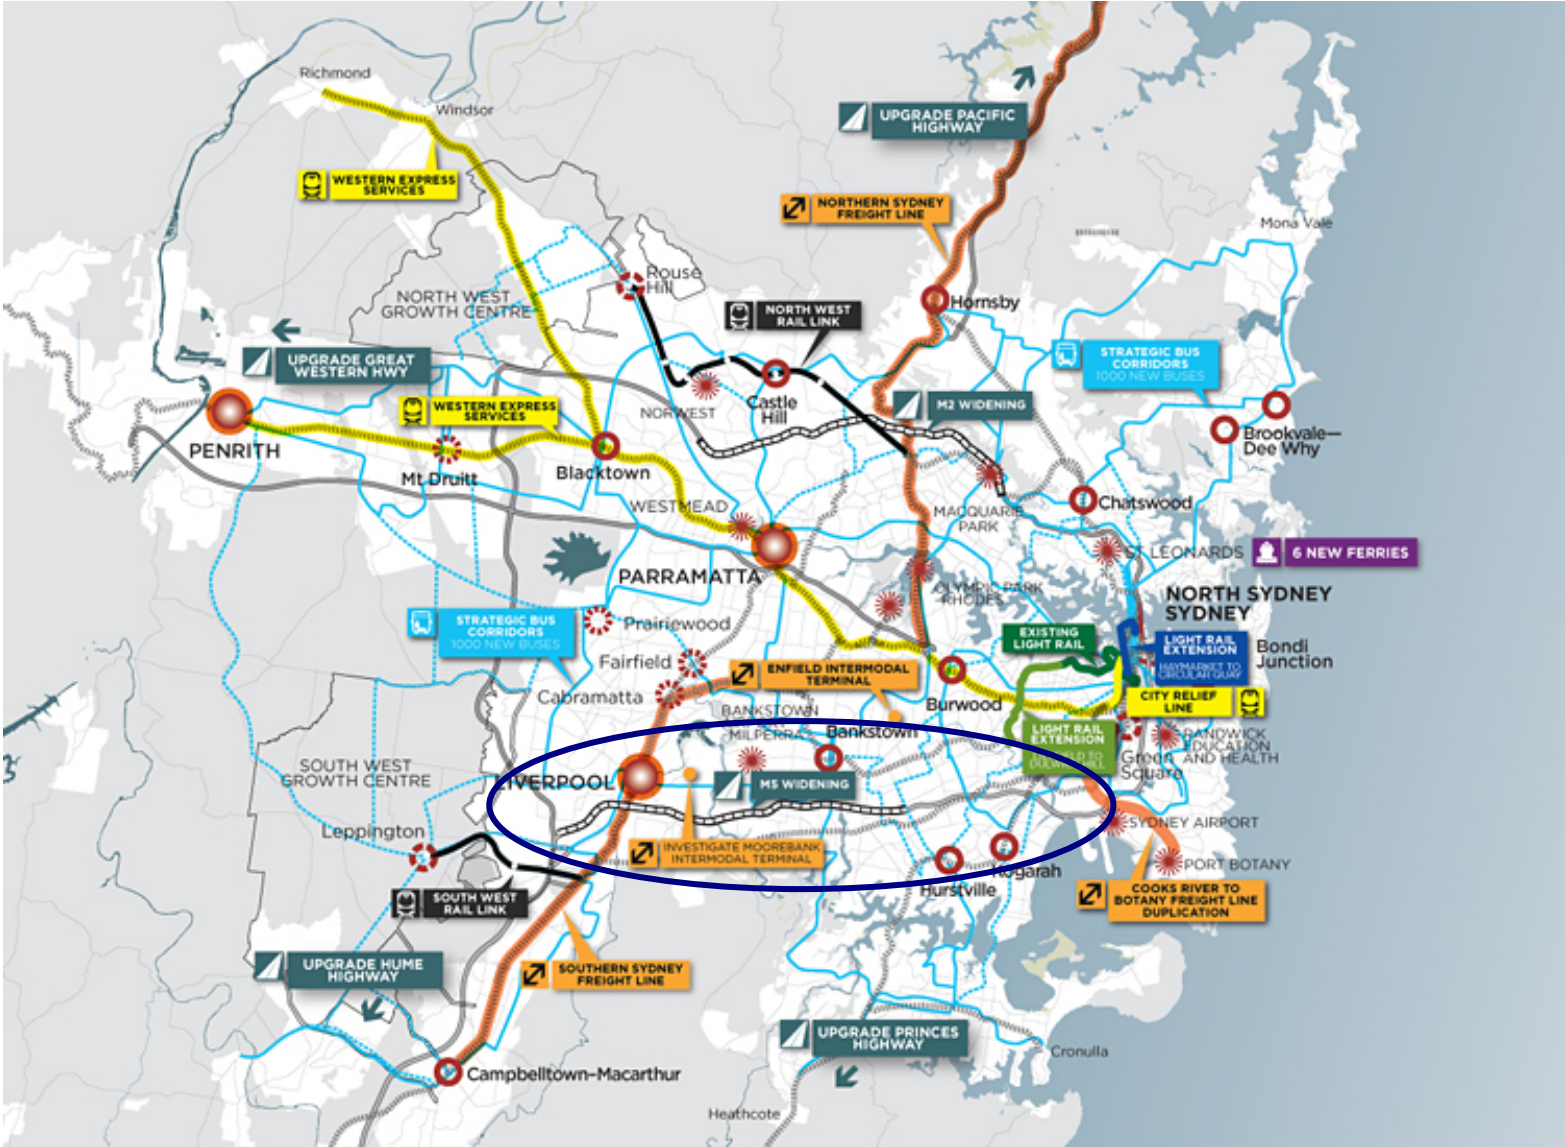 Richmond
Windsor
UPGRADE PACIFIC
HIGHWAY
WESTERN EXPRESS
SERVICES
NORTHERN SYDNEY
FREIGHT LINE
Mona Vale
Rouse
Hill
NORTH WEST
GROWTH CENTRE
Hornsby
NORTH WEST
RAIL LINK
UPGRADE GREAT
WESTERN HWY
STRATEGIC BUS
CORRIDORS
1000 NEW BUSES
WESTERN EXPRESS
SERVICES
NORWEST
Castle
Hill
M2 WIDENING
PENRITH
Mt Druitt
Blacktown
Brookvale—
Dee Why
WESTMEAD
MACQUARIE
PARK
Chatswood
ST LEONARDS
6 NEW FERRIES
PARRAMATTA
OLYMPIC PARK
RHODES
NORTH SYDNEY
SYDNEY
STRATEGIC BUS
CORRIDORS
1000 NEW BUSES
Prairiewood
EXISTING
LIGHT RAIL
LIGHT RAIL
EXTENSION
HAYMARKET TO
CIRCULAR QUAY
Bondi
Junction
Fairfield
ENFIELD INTERMODAL
TERMINAL
Cabramatta
Burwood
CITY RELIEF
LINE
BANKSTOWN
MILPERRA
Bankstown
LIGHT RAIL
EXTENSION
RANDWICK
EDUCATION
AND HEALTH
Green
Square
SOUTH WEST
GROWTH CENTRE
LIVERPOOL
M5 WIDENING
Leppington
SYDNEY AIRPORT
INVESTIGATE MOOREBANK
INTERMODAL TERMINAL
PORT BOTANY
Kogarah
Hurstville
SOUTH WEST
RAIL LINK
COOKS RIVER TO
BOTANY FREIGHT LINE
DUPLICATION
UPGRADE HUME
HIGHWAY
SOUTHERN SYDNEY
FREIGHT LINE
UPGRADE PRINCES
HIGHWAY
Cronulla
Campbelltown–Macarthur
Heathcote